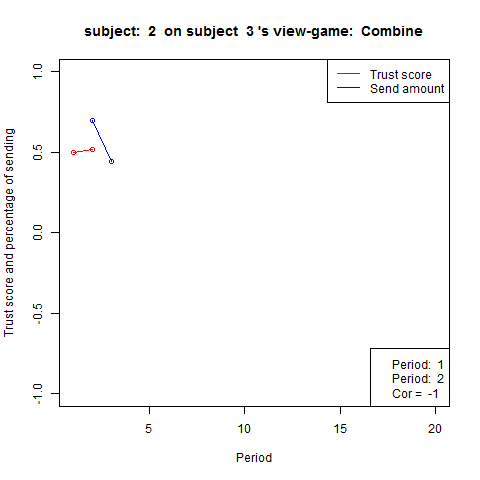 subject: 2 on subject 3 's view-game: Combine
Trust score
Send amount
Trust score and percentage of sending
1.0
0.5
0.0
-0.5
-1.0
Period: 1
Period: 2
Cor = -1
5 10 15 20
Period